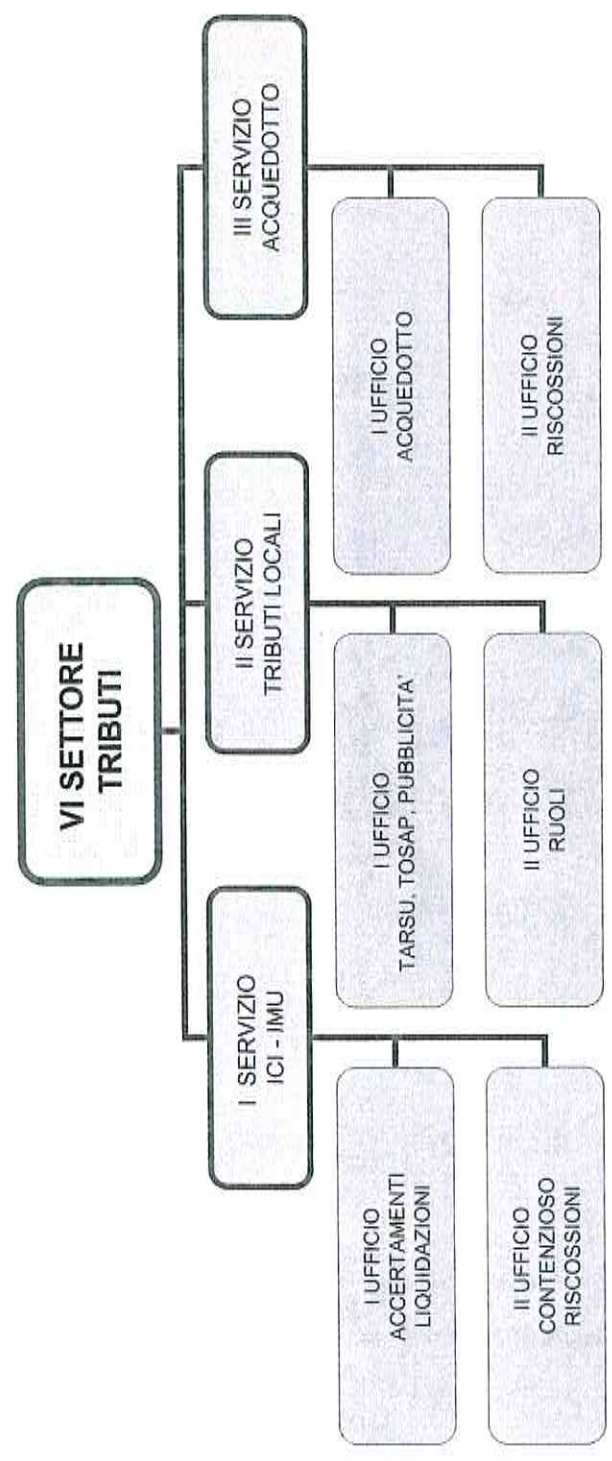 VI SETTORE
TRIBUTI
I SERVIZIO
ICI - IMU
I UFFICIO
ACCERTAMENTI
LIQUIDAZIONI
II UFFICIO
CONTENZIOSO
RISCOSSIONI
II SERVIZIO
TRIBUTI LOCALI
I UFFICIO
TARSU, TOSAP, PUBBLICITA'
II UFFICIO
RUOLI
III SERVIZIO
ACQUEDOTTO
I UFFICIO
ACQUEDOTTO
II UFFICIO
RISCOSSIONI